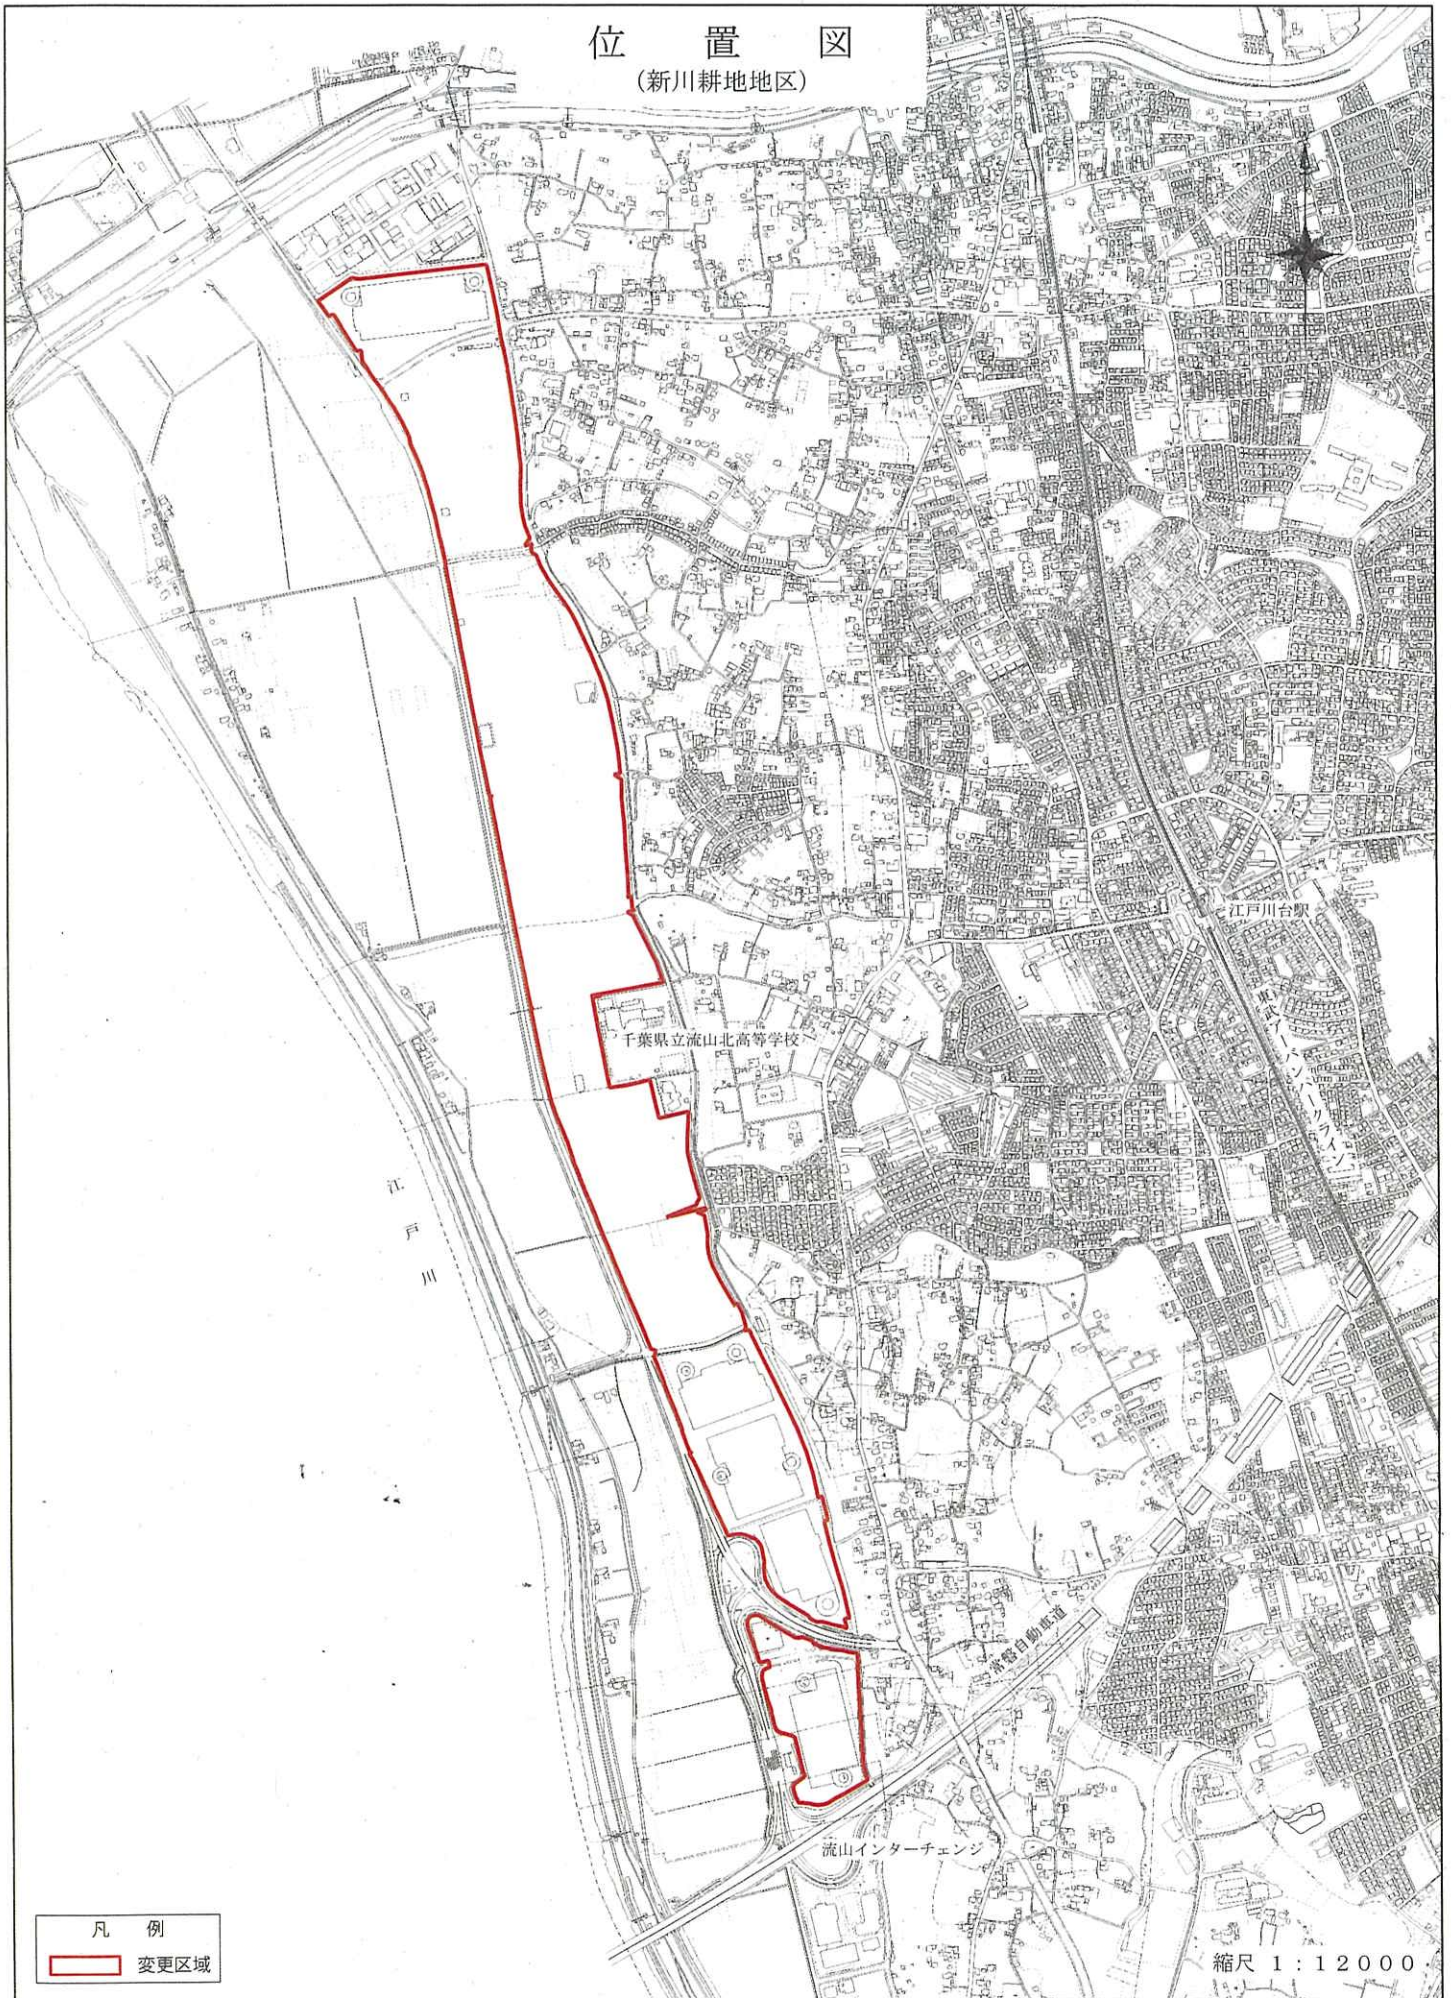 位置図
(新川耕地地区)
江戸川台駅
東武アーバンパークライン
千葉県立流山北高等学校
江戸川
常磐自動車道
流山インターチェンジ
凡例
変更区域
縮尺 1:12000